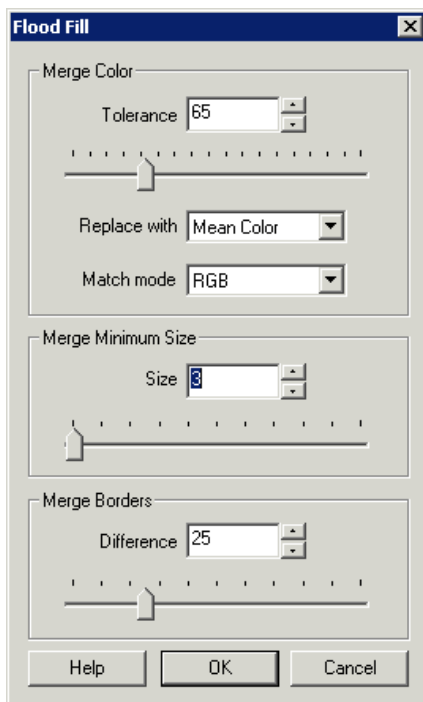 Flood Fill
Merge Color
Tolerance 65
Replace with Mean Color
Match mode RGB
Merge Minimum Size
Size 3
Merge Borders
Difference 25
Help OK Cancel